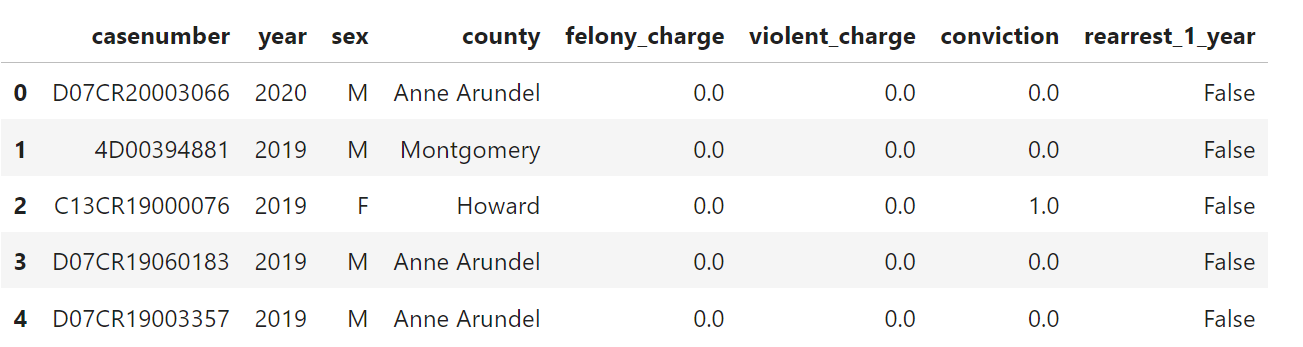 casenumber year sex county felony_charge violent_charge conviction rearrest_1_year
0 D07CR20003066 2020 M Anne Arundel 0.0 0.0 0.0 False
1 4D00394881 2019 M Montgomery 0.0 0.0 0.0 False
2 C13CR19000076 2019 F Howard 0.0 0.0 1.0 False
3 D07CR19060183 2019 M Anne Arundel 0.0 0.0 0.0 False
4 D07CR19003357 2019 M Anne Arundel 0.0 0.0 0.0 False